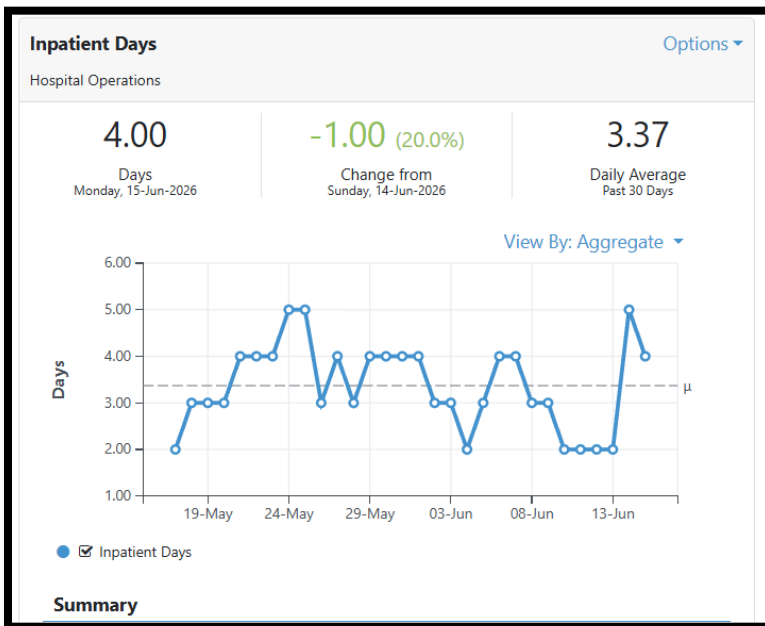 Inpatient Days
Options
Hospital Operations
4.00
-1.00 (20.0%)
3.37
Days
Change from
Daily Average
Monday, 15-Jun-2026
Sunday, 14-Jun-2026
Past 30 Days
View By: Aggregate
6.00
5.00
4.00
3.00
2.00
1.00
Days
μ
19-May
24-May
29-May
03-Jun
08-Jun
13-Jun
Inpatient Days
Summary